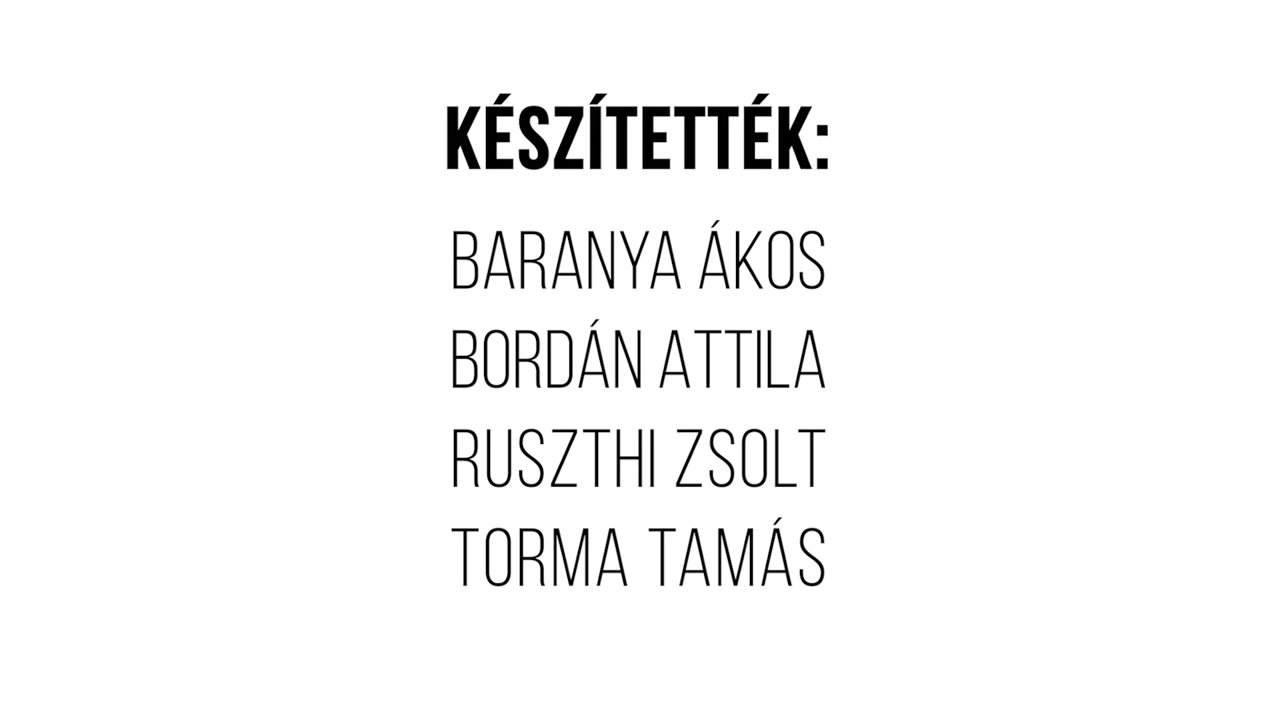 KÉSZÍTETTÉK:
BARANYA ÁKOS
BORDÁN ATTILA
RUSZTHI ZSOLT
TORMA TAMÁS